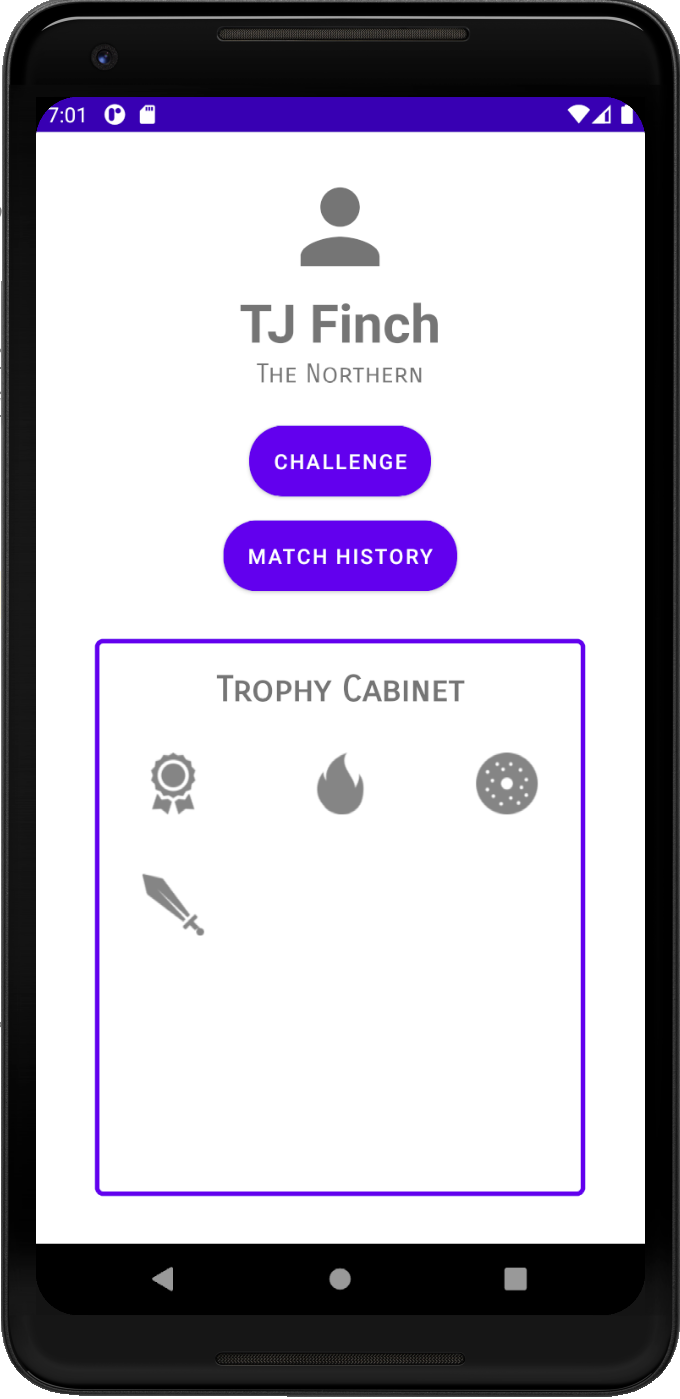 7:01
TJ Finch
The Northern
CHALLENGE
MATCH HISTORY
Trophy Cabinet